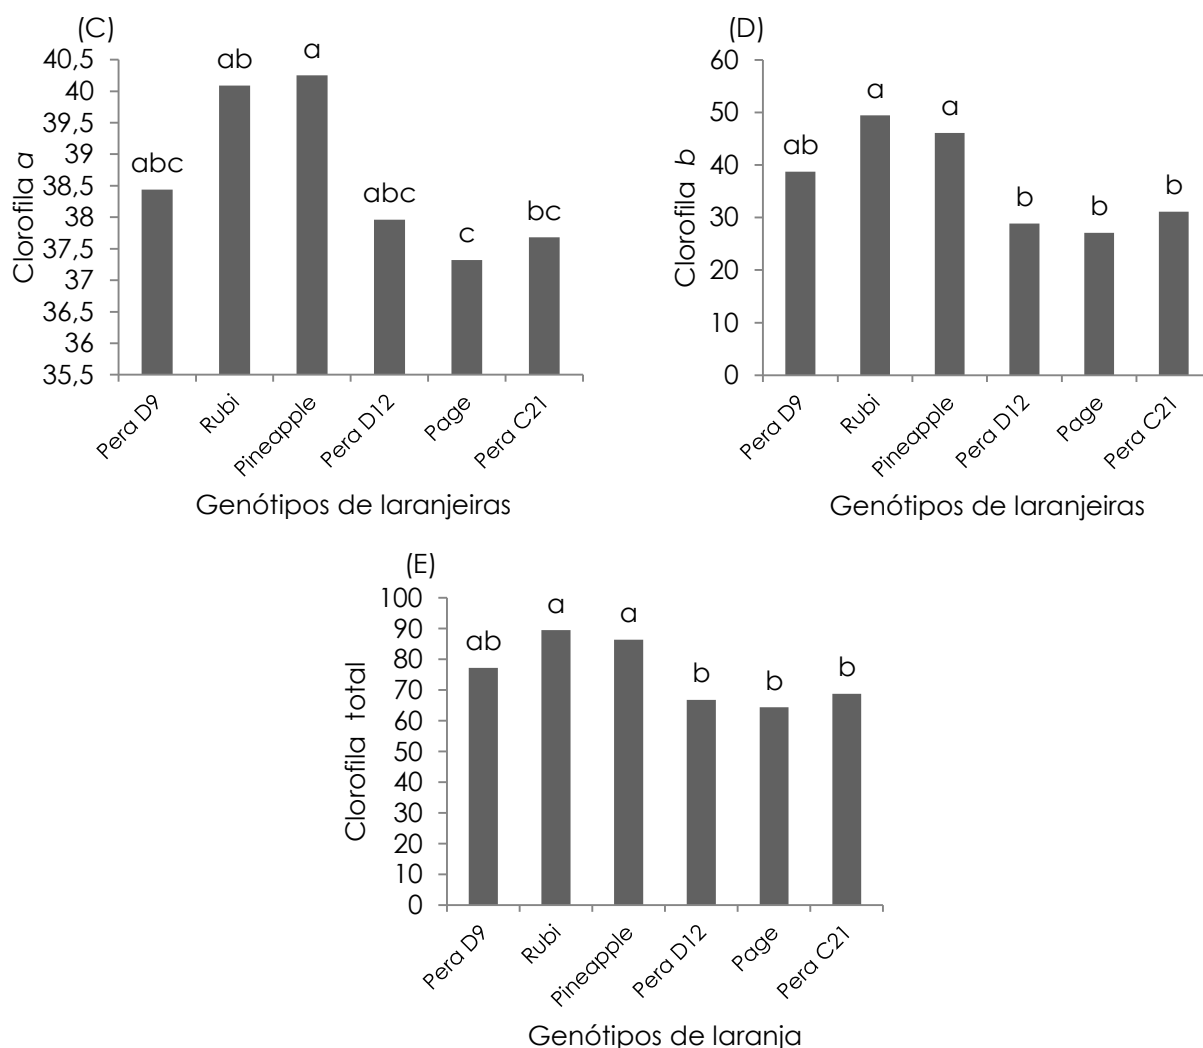 (C)
Clorofila a
40,5
40
39,5
39
38,5
38
37,5
37
36,5
36
35,5
abc
ab
a
abc
c
bc
Pera D9
Rubi
Pineapple
Pera D12
Page
Pera C21
Genótipos de laranjeiras
(D)
Clorofila b
60
50
40
30
20
10
0
ab
a
a
b
b
b
Pera D9
Rubi
Pineapple
Pera D12
Page
Pera C21
Genótipos de laranjeiras
(E)
Clorofila total
100
90
80
70
60
50
40
30
20
10
0
ab
a
a
b
b
b
Pera D9
Rubi
Pineapple
Pera D12
Page
Pera C21
Genótipos de laranja